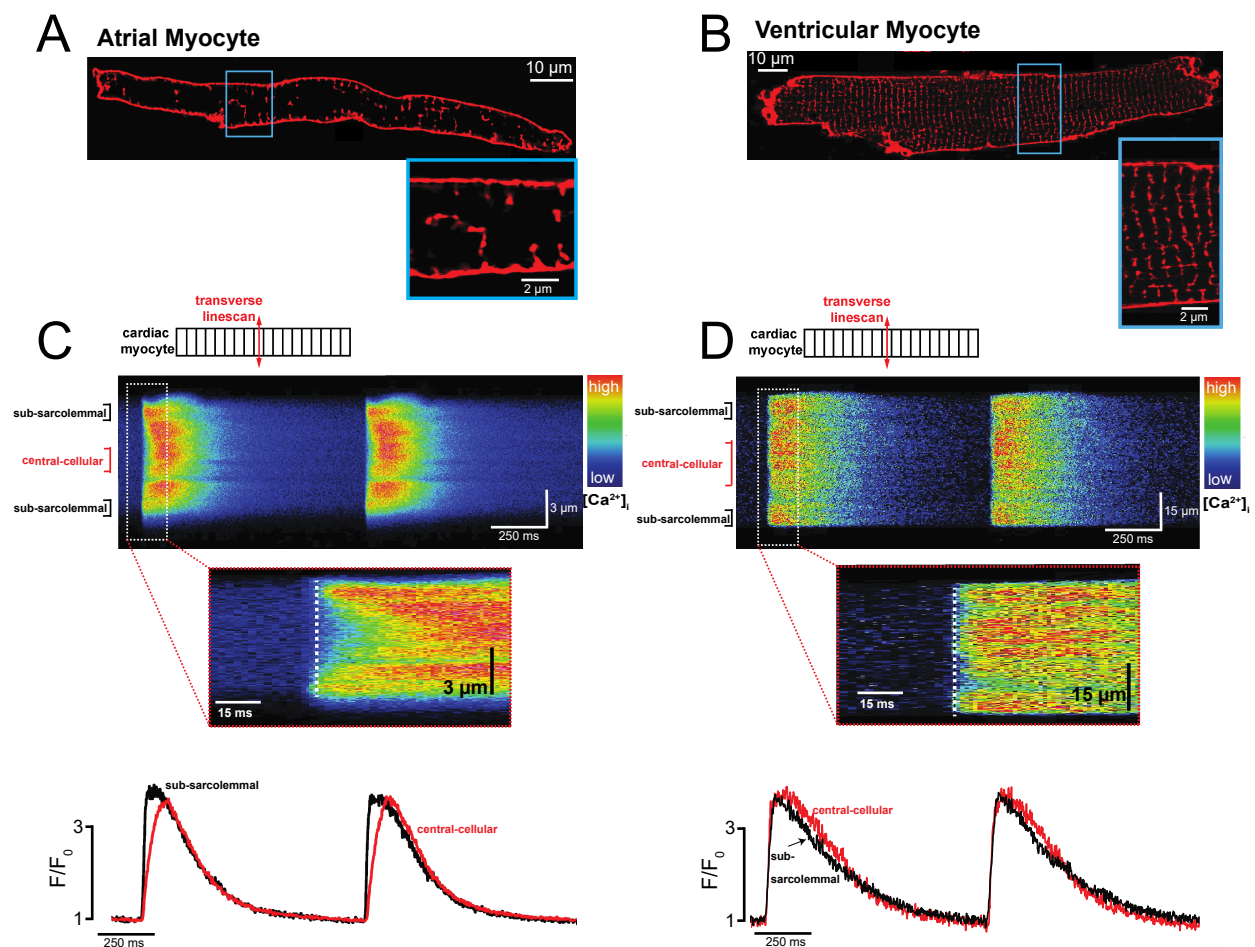 A Atrial Myocyte
10 µm
2 µm
B Ventricular Myocyte
10 µm
2 µm
C
transverse
linescan
cardiac
myocyte
sub-sarcolemmal
central-cellular
sub-sarcolemmal
high
low
[Ca²⁺]i
3 µm
250 ms
15 ms
3 µm
sub-sarcolemmal
central-cellular
3
F/F0
1
250 ms
D
transverse
linescan
cardiac
myocyte
sub-sarcolemmal
central-cellular
sub-sarcolemmal
high
low
[Ca²⁺]i
15 µm
250 ms
15 ms
15 µm
central-cellular
sub-
sarcolemmal
3
F/F0
1
250 ms